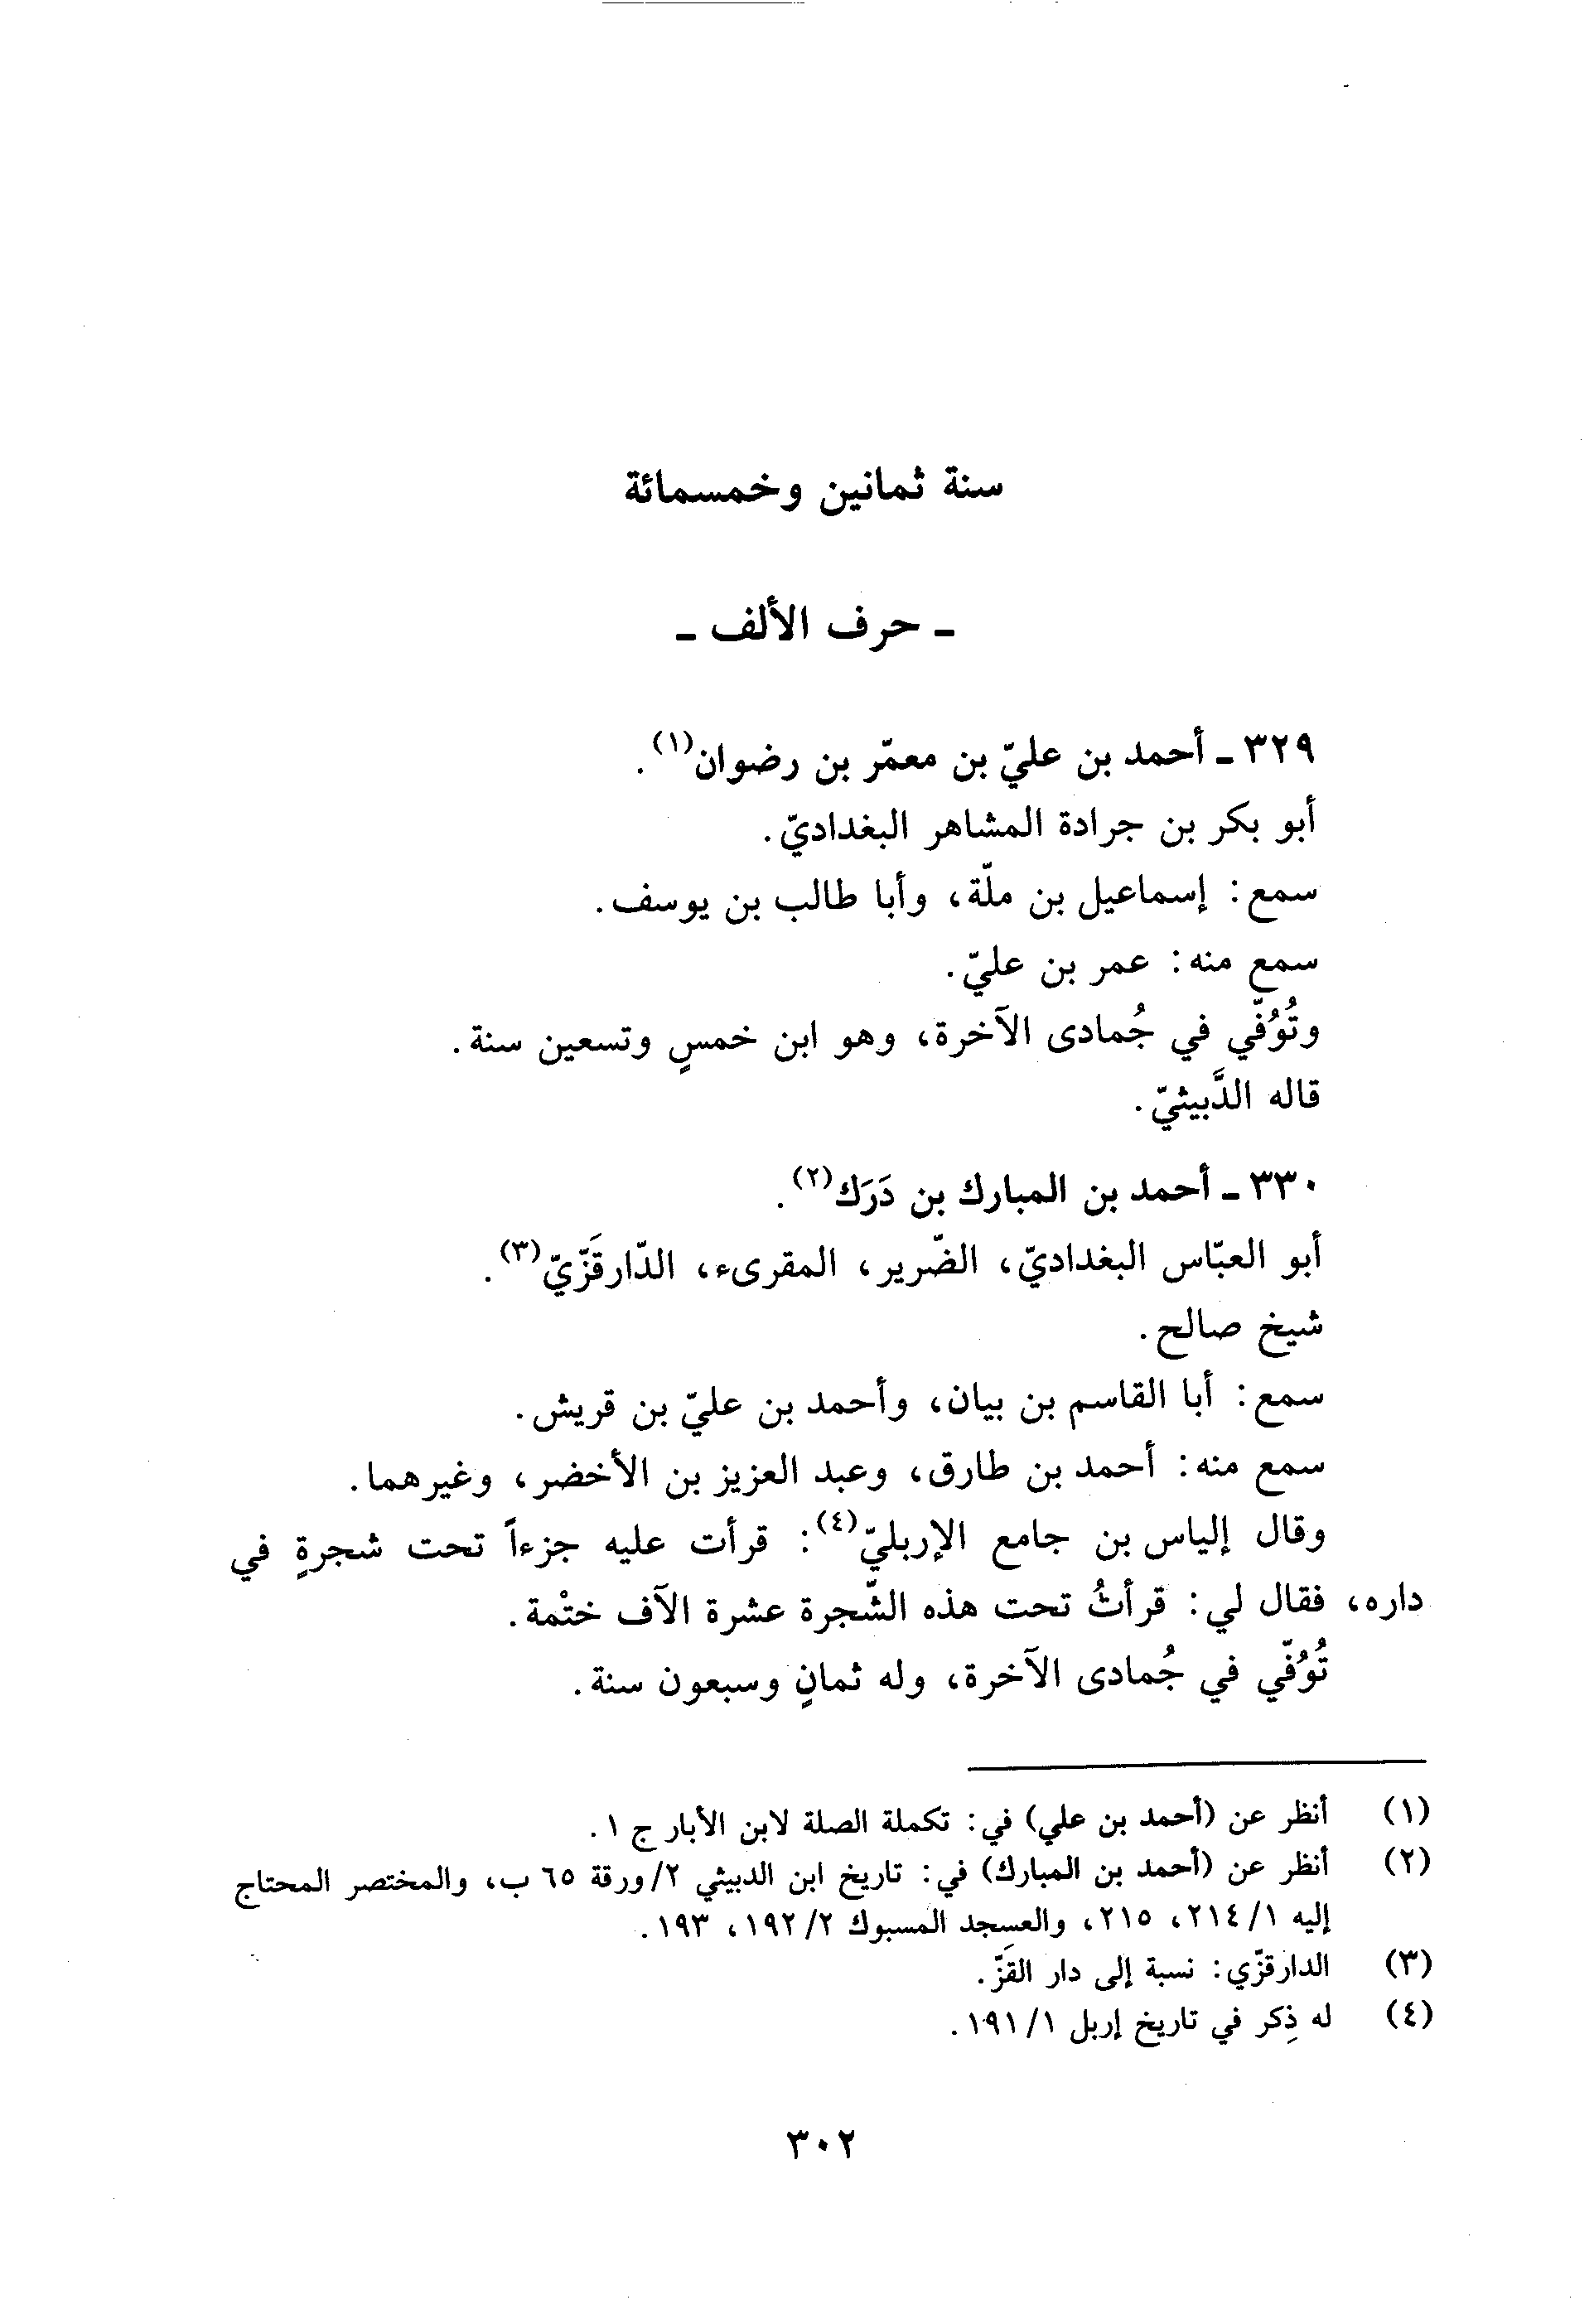 سنة ثمانين وخمسمائة
ـ حرف الألف ـ
٣٢٩ ـ أحمد بن عليّ بن معمّر بن رضوان(١).
أبو بكر بن جرادة المشاهر البغداديّ.
سمع: إسماعيل بن ملّة، وأبا طالب بن يوسف.
سمع منه: عمر بن عليّ.
وتُوُفّي في جُمادى الآخرة، وهو ابن خمسٍ وتسعين سنة.
قاله الدَّبيثيّ.
٣٣٠ ـ أحمد بن المبارك بن دَرَك(٢).
أبو العبّاس البغداديّ، الضّرير، المقرىء، الدّارقَزّيّ(٣).
شيخ صالح.
سمع: أبا القاسم بن بيان، وأحمد بن عليّ بن قريش.
سمع منه: أحمد بن طارق، وعبد العزيز بن الأخضر، وغيرهما.
وقال إلياس بن جامع الإربليّ(٤): قرأت عليه جزءاً تحت شجرةٍ في
داره، فقال لي: قرأتُ تحت هذه الشّجرة عشرة الآف ختْمة.
تُوُفّي في جُمادى الآخرة، وله ثمانٍ وسبعون سنة.
(١) أنظر عن (أحمد بن علي) في: تكملة الصلة لابن الأبار ج ١.
(٢) أنظر عن (أحمد بن المبارك) في: تاريخ ابن الدبيثي ٢/ورقة ٦٥ ب، والمختصر المحتاج
إليه ١/ ٢١٤، ٢١٥، والعسجد المسبوك ٢/ ١٩٢، ١٩٣.
(٣) الدارقزّي: نسبة إلى دار القَزّ.
(٤) له ذِكر في تاريخ إربل ١/ ١٩١.
٣٠٢